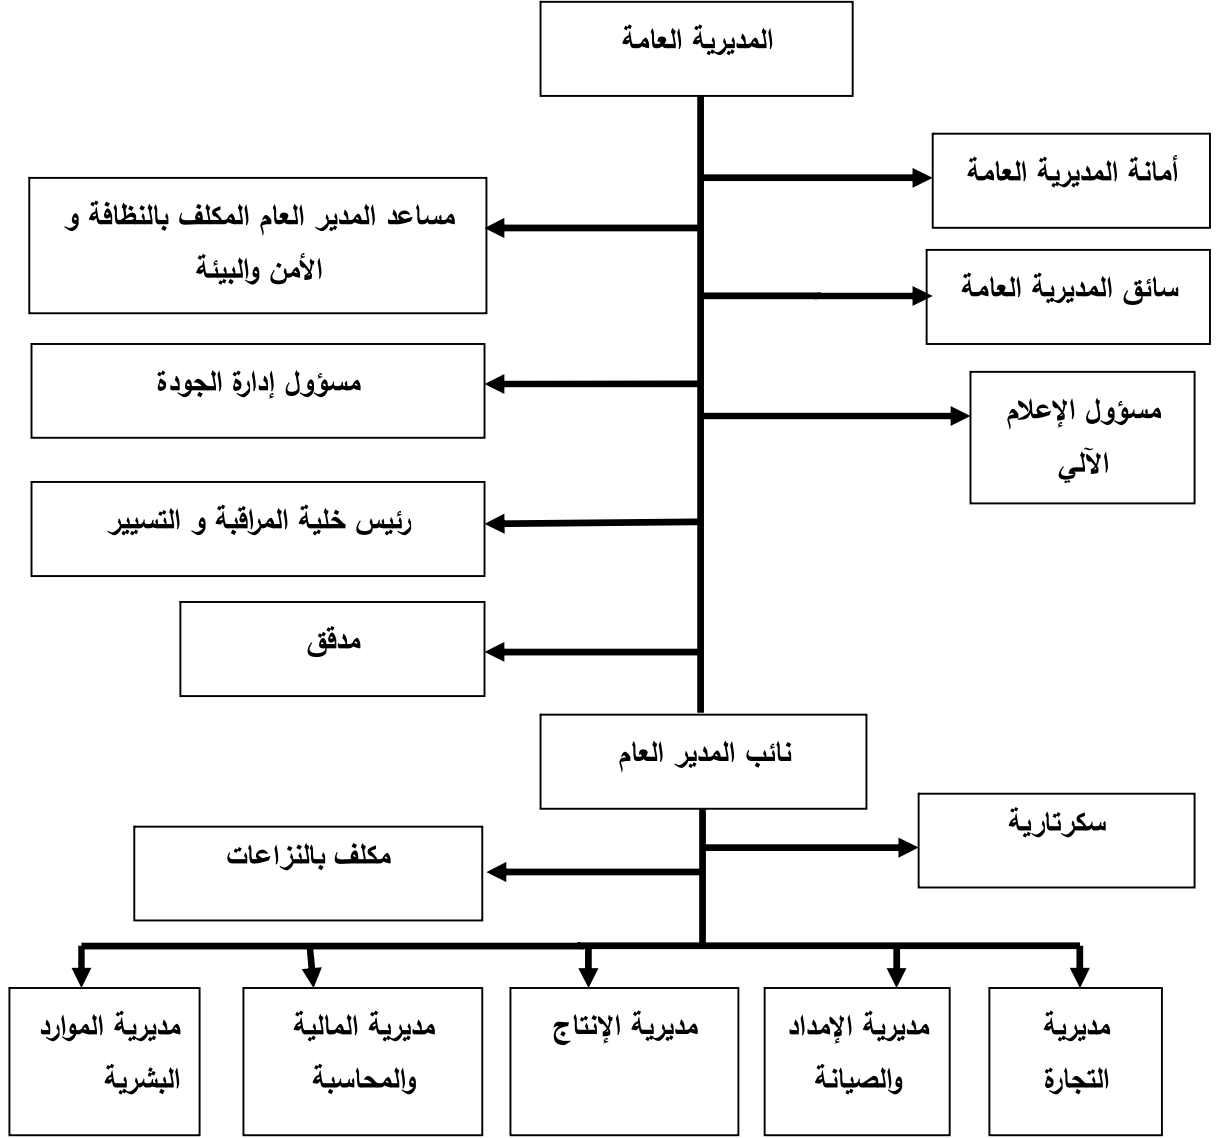 المديرية العامة
أمانة المديرية العامة
مساعد المدير العام المكلف بالنظافة و
الأمن والبيئة
سائق المديرية العامة
مسؤول إدارة الجودة
مسؤول الإعلام
الآلي
رئيس خلية المراقبة و التسيير
مدقق
نائب المدير العام
سكرتارية
مكلف بالنزاعات
مديرية
التجارة
مديرية الإمداد
والصيانة
مديرية الإنتاج
مديرية المالية
والمحاسبة
مديرية الموارد
البشرية